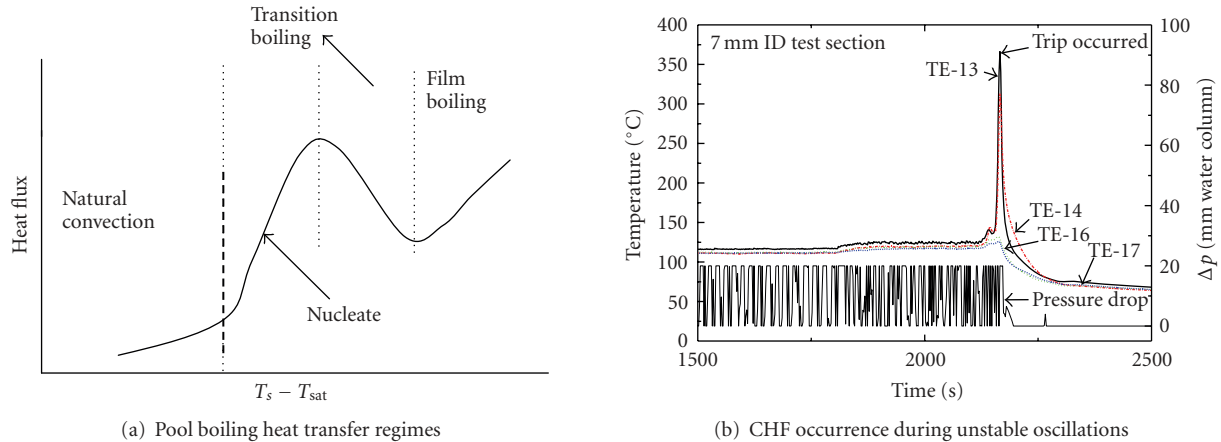 Transition
boiling
Film
boiling
Natural
convection
Heat flux
Nucleate
Tₛ − Tsat
(a) Pool boiling heat transfer regimes
7 mm ID test section
Trip occurred
TE-13
TE-14
TE-16
TE-17
Pressure drop
Temperature (°C)
400
350
300
250
200
150
100
50
0
100
80
60
40
20
0
Δp (mm water column)
1500
2000
2500
Time (s)
(b) CHF occurrence during unstable oscillations